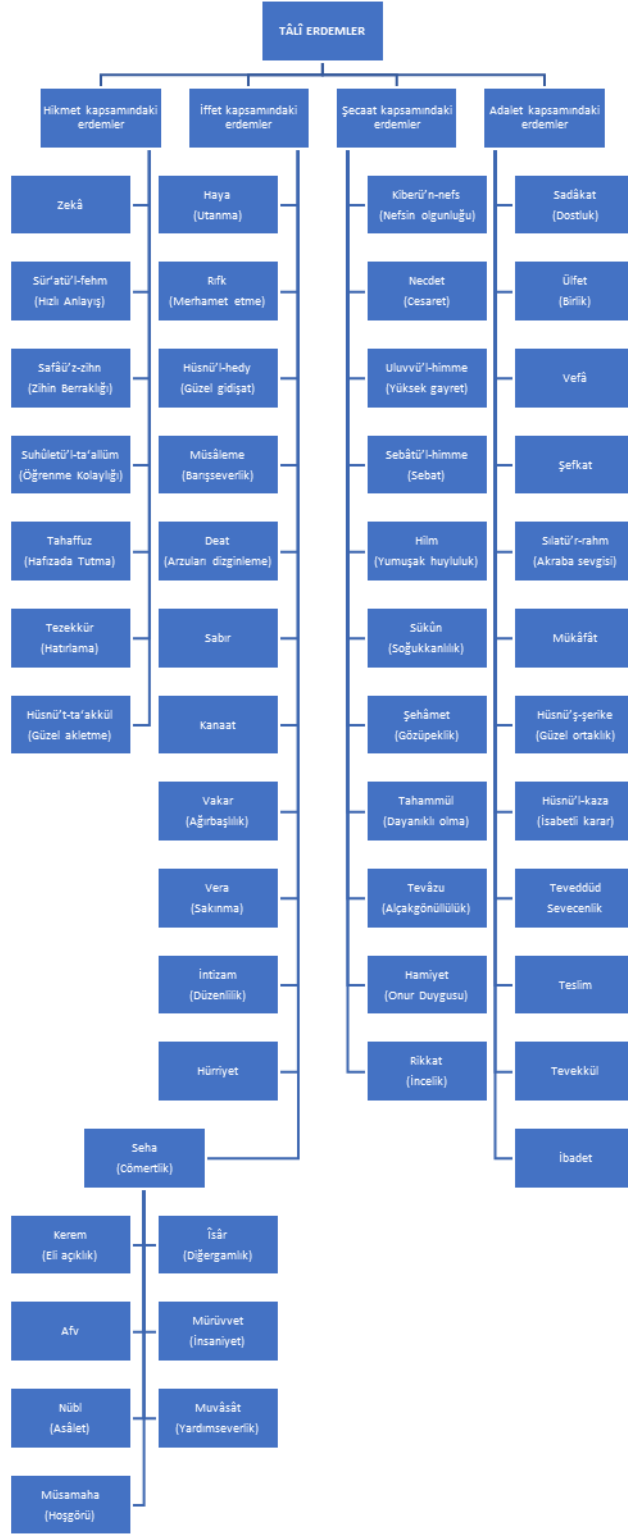 TÂLÎ ERDEMLER
Hikmet kapsamındaki
erdemler
Zekâ
Sür‘atü’l-fehm
(Hızlı Anlayış)
Safâü’z-zihn
(Zihin Berraklığı)
Suhûletü’l-ta‘allüm
(Öğrenme Kolaylığı)
Tahaffuz
(Hafızada Tutma)
Tezekkür
(Hatırlama)
Hüsnü’t-ta‘akkül
(Güzel akletme)
İffet kapsamındaki
erdemler
Haya
(Utanma)
Rıfk
(Merhamet etme)
Hüsnü’l-hedy
(Güzel gidişat)
Müsâleme
(Barışseverlik)
Deat
(Arzuları dizginleme)
Sabır
Kanaat
Vakar
(Ağırbaşlılık)
Vera
(Sakınma)
İntizam
(Düzenlilik)
Hürriyet
Seha
(Cömertlik)
Kerem
(Eli açıklık)
Îsâr
(Diğergamlık)
Afv
Mürüvvet
(İnsaniyet)
Nübl
(Asâlet)
Muvâsât
(Yardımseverlik)
Müsamaha
(Hoşgörü)
Şecaat kapsamındaki
erdemler
Kiberü’n-nefs
(Nefsin olgunluğu)
Necdet
(Cesaret)
Uluvvü’l-himme
(Yüksek gayret)
Sebâtü’l-himme
(Sebat)
Hilm
(Yumuşak huyluluk)
Sükûn
(Soğukkanlılık)
Şehâmet
(Gözüpeklik)
Tahammül
(Dayanıklı olma)
Tevâzu
(Alçakgönüllülük)
Hamiyet
(Onur Duygusu)
Rikkat
(İncelik)
Adalet kapsamındaki
erdemler
Sadâkat
(Dostluk)
Ülfet
(Birlik)
Vefâ
Şefkat
Sılatü’r-rahm
(Akraba sevgisi)
Mükâfât
Hüsnü’ş-şerike
(Güzel ortaklık)
Hüsnü’l-kaza
(İsabetli karar)
Teveddüd
Sevecenlik
Teslim
Tevekkül
İbadet